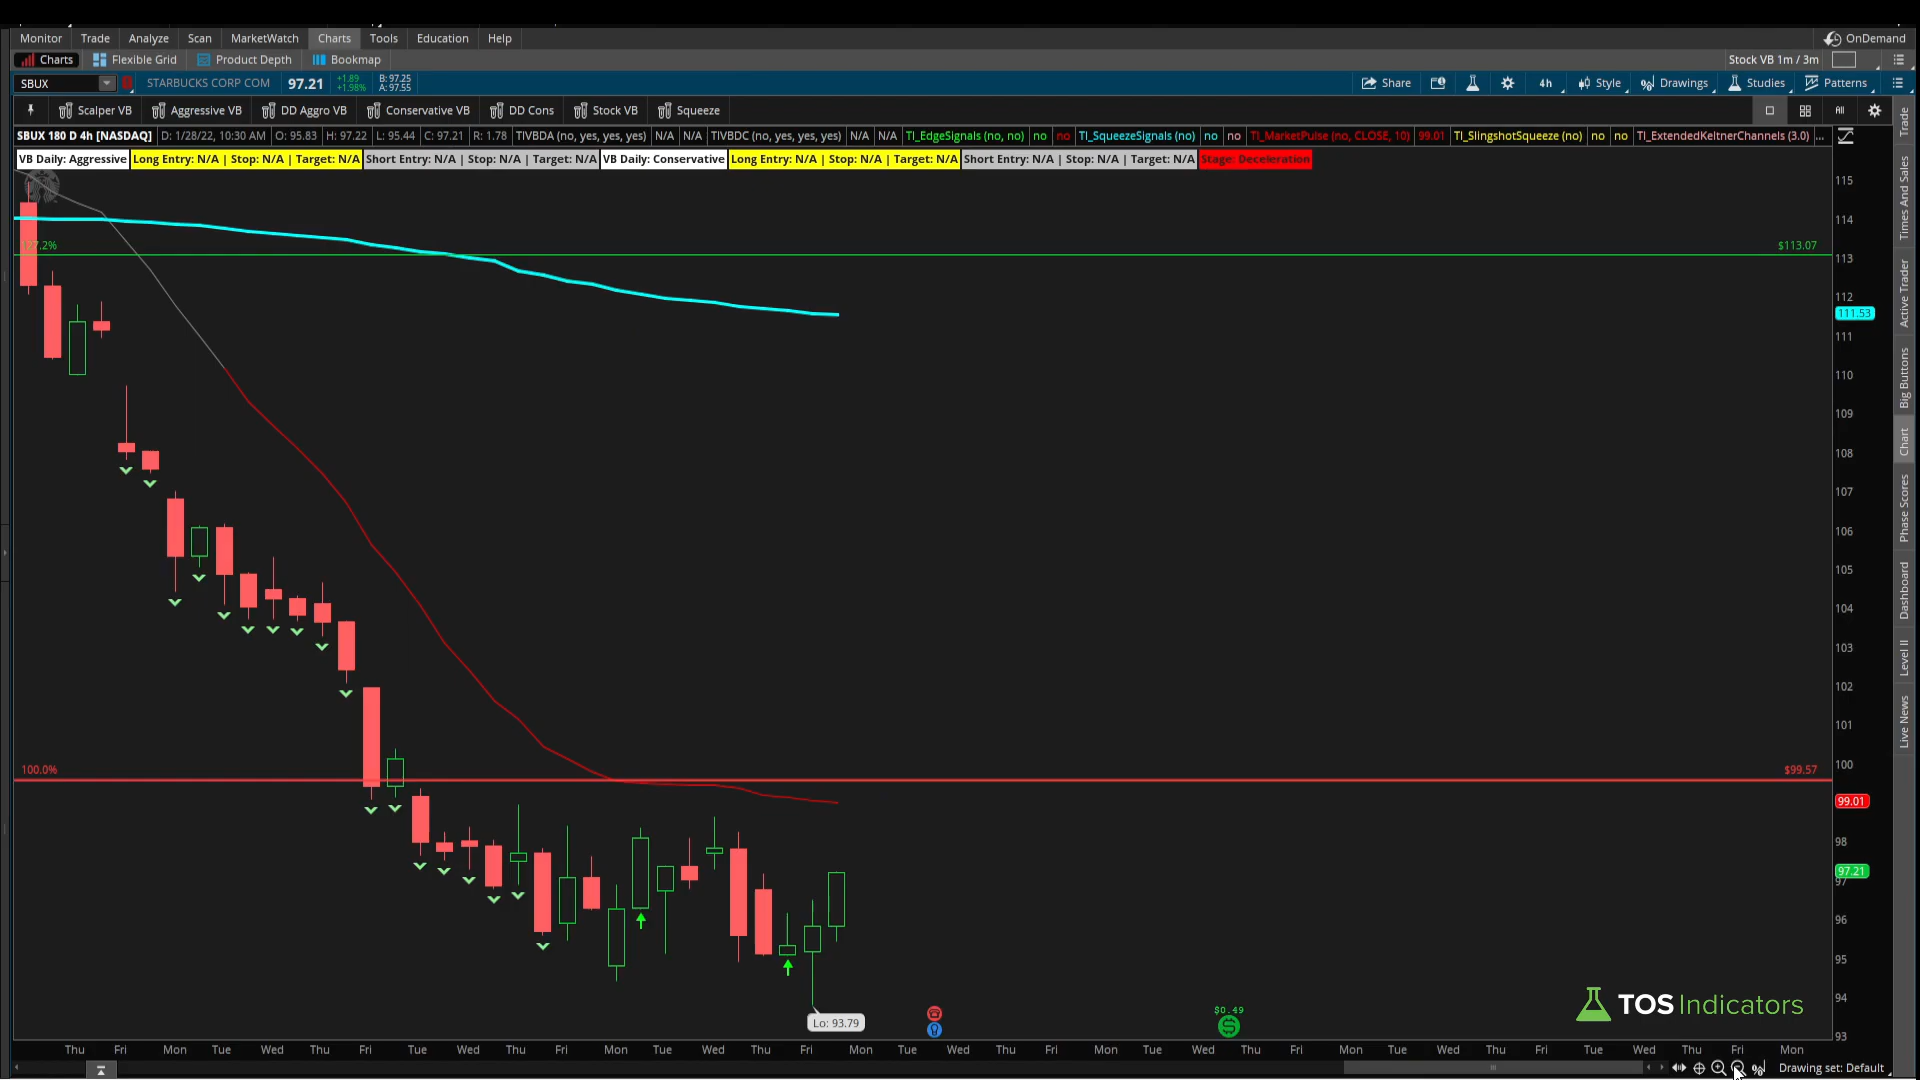 Monitor Trade Analyze Scan MarketWatch Charts Tools Education Help OnDemand
Charts Flexible Grid Product Depth Bookmap Stock VB 1m / 3m
SBUX STARBUCKS CORP COM 97.21 +1.89 +1.98% B: 97.25 A: 97.55 Share 4h Style Drawings Studies Patterns
Scalper VB Aggressive VB DD Aggro VB Conservative VB DD Cons Stock VB Squeeze
SBUX 180 D 4h [NASDAQ] D: 1/28/22, 10:30 AM O: 95.83 H: 97.22 L: 95.44 C: 97.21 R: 1.78 TIVBDA (no, yes, yes, yes) N/A N/A TIVBDC (no, yes, yes, yes) N/A N/A TI_EdgeSignals (no, no) no no TI_SqueezeSignals (no) no no TI_MarketPulse (no, CLOSE, 10) 99.01 TI_SlingshotSqueeze (no) no no TI_ExtendedKeltnerChannels (3.0) ...
VB Daily: Aggressive Long Entry: N/A | Stop: N/A | Target: N/A Short Entry: N/A | Stop: N/A | Target: N/A VB Daily: Conservative Long Entry: N/A | Stop: N/A | Target: N/A Short Entry: N/A | Stop: N/A | Target: N/A Stage: Deceleration
115
114
$113.07
113
112
111.53
111
110
109
108
107
106
105
104
103
102
101
100
100.0% $99.57
99.01
98
97.21
97
96
95
94
93
Lo: 93.79
$0.49
TOS Indicators
Thu Fri Mon Tue Wed Thu Fri Tue Wed Thu Fri Mon Tue Wed Thu Fri Mon Tue Wed Thu Fri Mon Tue Wed Thu Fri Mon Tue Wed Thu Fri Tue Wed Thu Fri Mon
Drawing set: Default
Trade
Times And Sales
Active Trader
Big Buttons
Chart
Phase Scores
Dashboard
Level II
Live News